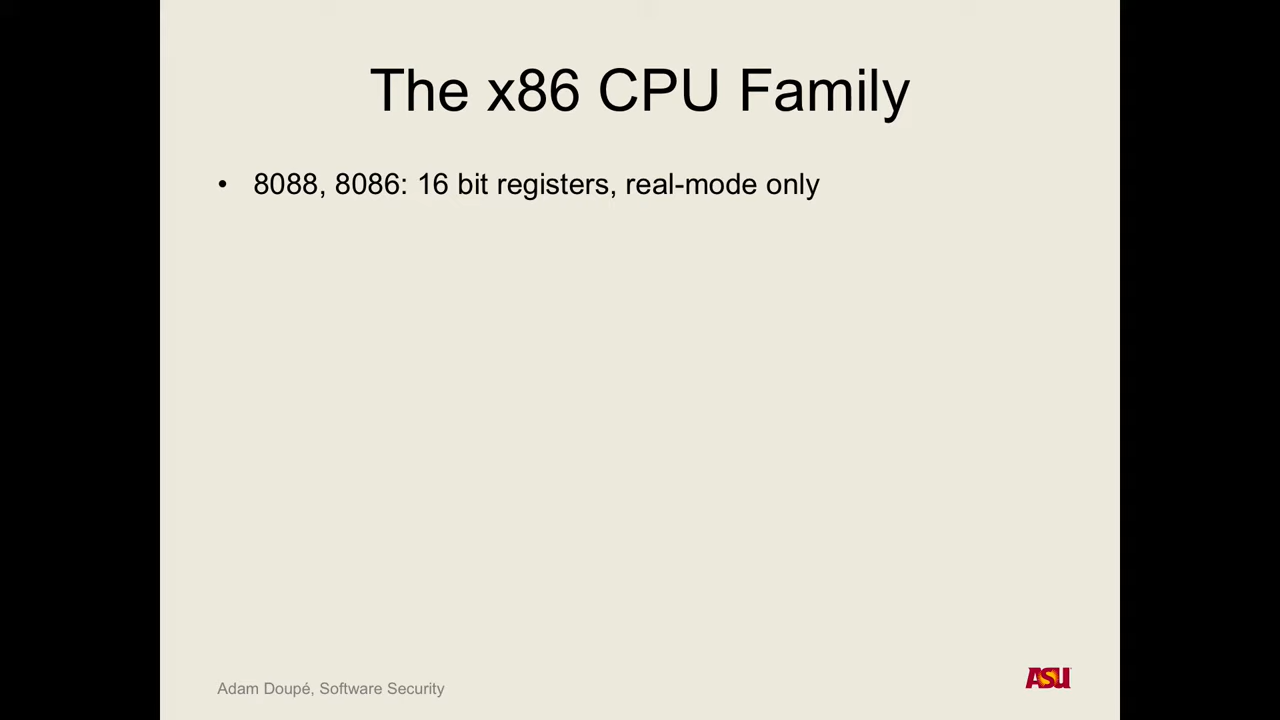 The x86 CPU Family
• 8088, 8086: 16 bit registers, real-mode only
Adam Doupé, Software Security
ASU